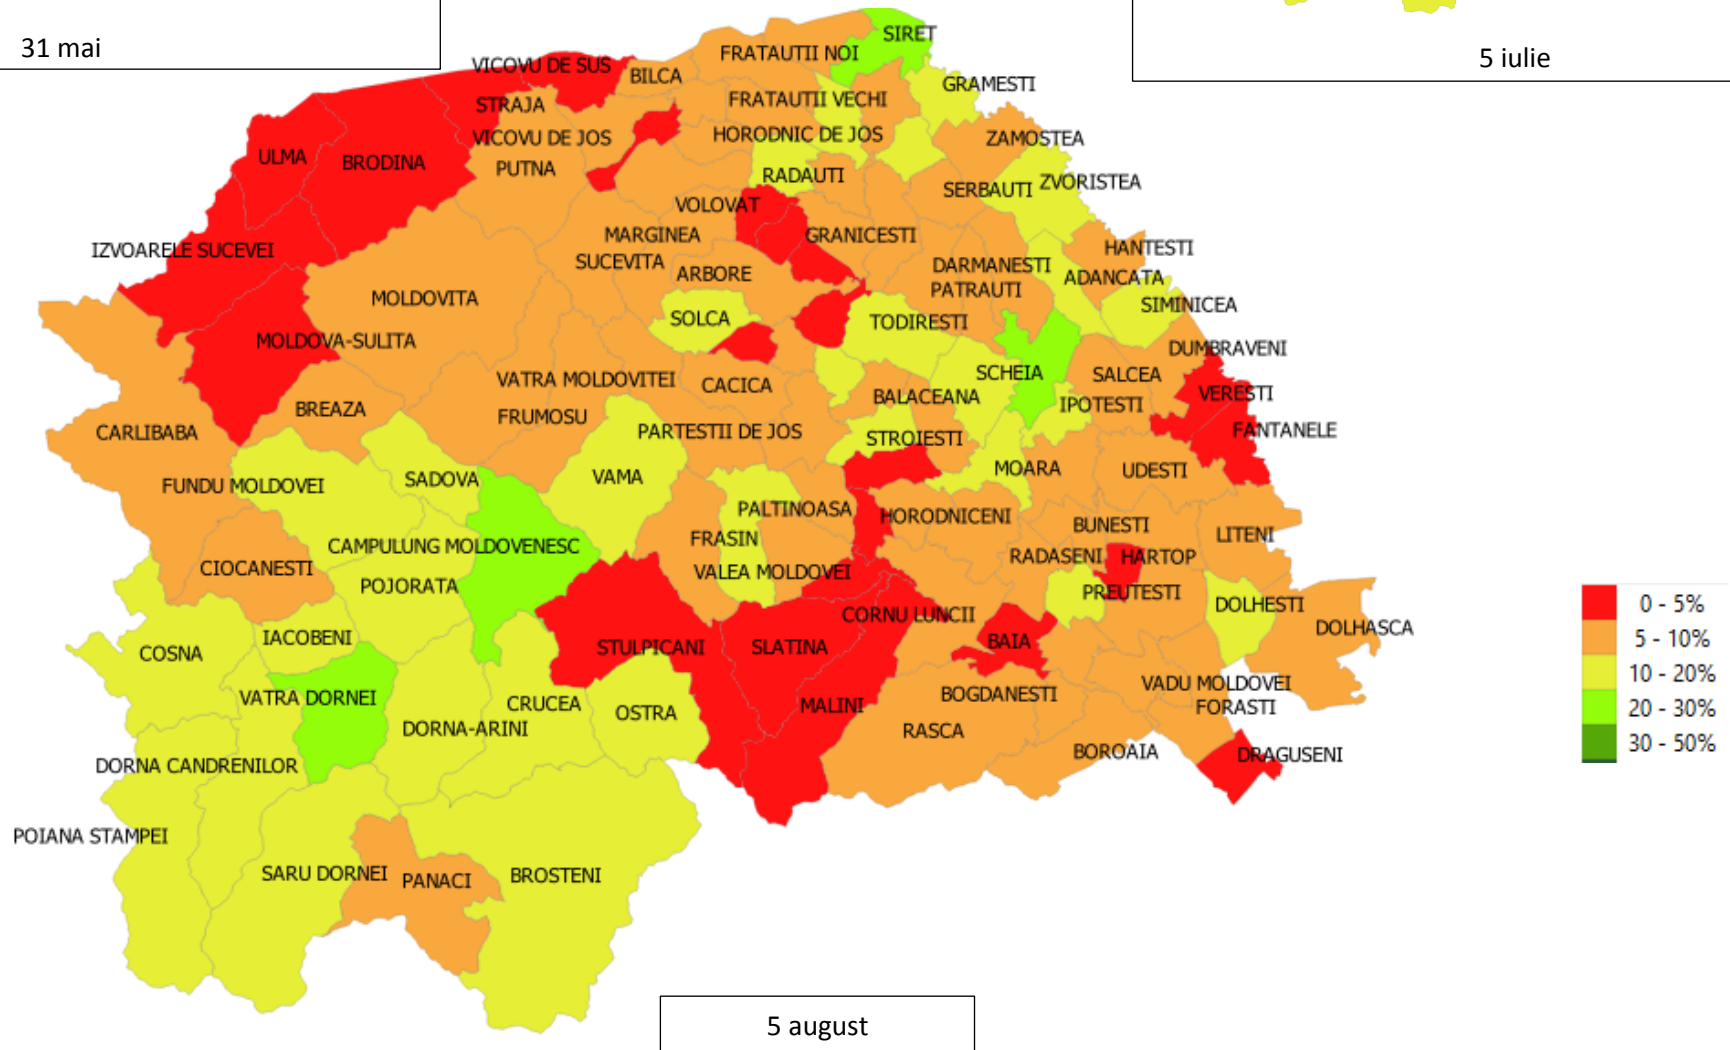 31 mai
5 iulie
SIRET
FRATAUTII NOI
VICOVU DE SUS
BILCA
GRAMESTI
STRAJA
FRATAUTII VECHI
VICOVU DE JOS
HORODNIC DE JOS
ZAMOSTEA
ULMA
BRODINA
PUTNA
RADAUTI
SERBAUTI
ZVORISTEA
VOLOVAT
MARGINEA
GRANICESTI
IZVOARELE SUCEVEI
HANTESTI
SUCEVITA
ARBORE
DARMANESTI
ADANCATA
PATRAUTI
MOLDOVITA
SIMINICEA
SOLCA
TODIRESTI
MOLDOVA-SULITA
DUMBRAVENI
VATRA MOLDOVITEI
CACICA
SCHEIA
SALCEA
VERESTI
BREAZA
BALACEANA
IPOTESTI
FRUMOSU
CARLIBABA
PARTESTII DE JOS
STROIESTI
FANTANELE
SADOVA
VAMA
MOARA
UDESTI
FUNDU MOLDOVEI
PALTINOASA
HORODNICENI
BUNESTI
LITENI
FRASIN
CAMPULUNG MOLDOVENESC
RADASENI
HARTOP
CIOCANESTI
VALEA MOLDOVEI
POJORATA
PREUTESTI
DOLHESTI
CORNU LUNCII
DOLHASCA
IACOBENI
STULPICANI
SLATINA
BAIA
COSNA
VATRA DORNEI
CRUCEA
OSTRA
MALINI
BOGDANESTI
VADU MOLDOVEI
FORASTI
DORNA-ARINI
RASCA
BOROAIA
DRAGUSENI
DORNA CANDRENILOR
POIANA STAMPEI
SARU DORNEI
PANACI
BROSTENI
0 - 5%
5 - 10%
10 - 20%
20 - 30%
30 - 50%
5 august